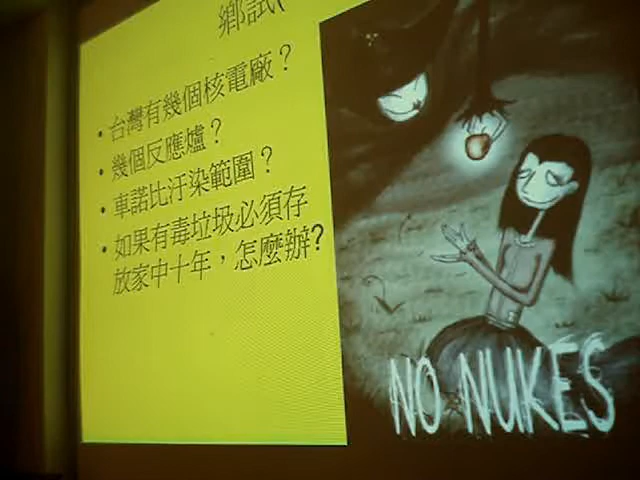 鄉試(
• 台灣有幾個核電廠？
• 幾個反應爐？
• 車諾比汙染範圍？
• 如果有毒垃圾必須存
放家中十年，怎麼辦?
NO NUKES